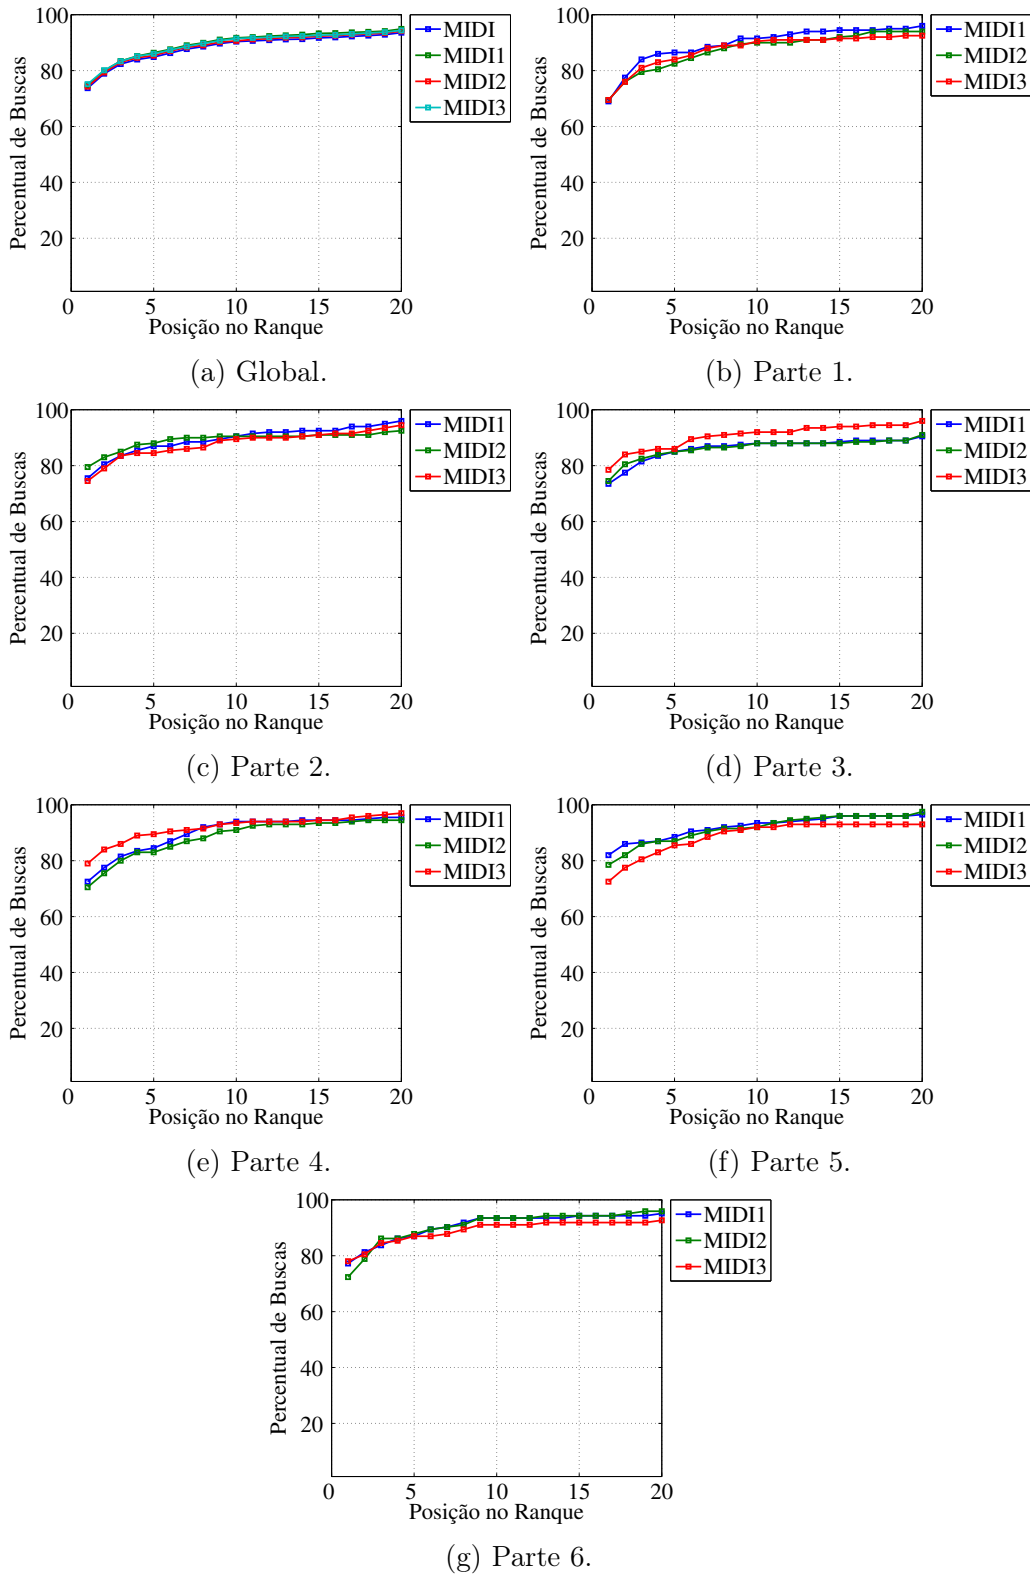 100
80
60
40
20
0
5
10
15
20
Percentual de Buscas
Posição no Ranque
MIDI
MIDI1
MIDI2
MIDI3
(a) Global.
100
80
60
40
20
0
5
10
15
20
Percentual de Buscas
Posição no Ranque
MIDI1
MIDI2
MIDI3
(b) Parte 1.
100
80
60
40
20
0
5
10
15
20
Percentual de Buscas
Posição no Ranque
MIDI1
MIDI2
MIDI3
(c) Parte 2.
100
80
60
40
20
0
5
10
15
20
Percentual de Buscas
Posição no Ranque
MIDI1
MIDI2
MIDI3
(d) Parte 3.
100
80
60
40
20
0
5
10
15
20
Percentual de Buscas
Posição no Ranque
MIDI1
MIDI2
MIDI3
(e) Parte 4.
100
80
60
40
20
0
5
10
15
20
Percentual de Buscas
Posição no Ranque
MIDI1
MIDI2
MIDI3
(f) Parte 5.
100
80
60
40
20
0
5
10
15
20
Percentual de Buscas
Posição no Ranque
MIDI1
MIDI2
MIDI3
(g) Parte 6.